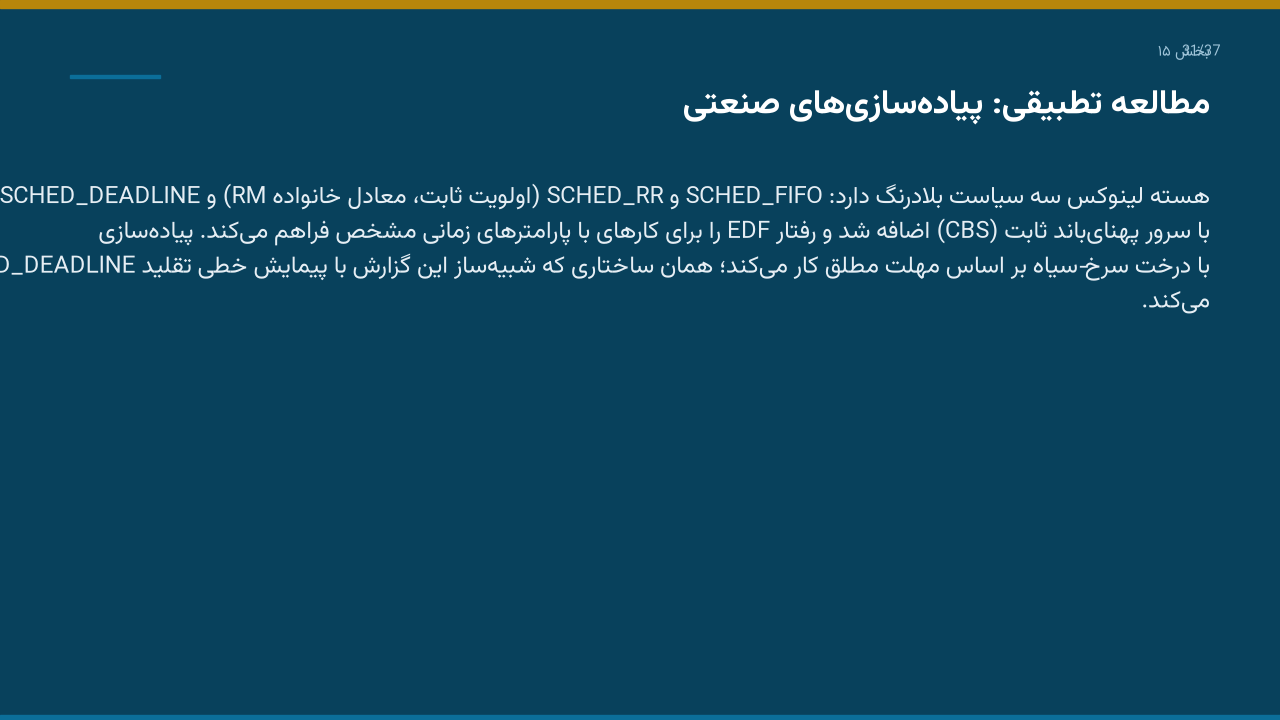 بخش ۱۵
31/37
مطالعه تطبیقی: پیاده‌سازی‌های صنعتی
هسته لینوکس سه سیاست بلادرنگ دارد: SCHED_FIFO و SCHED_RR (اولویت ثابت، معادل خانواده RM) و SCHED_DEADLINE
با سرور پهنای‌باند ثابت (CBS) اضافه شد و رفتار EDF را برای کارهای با پارامترهای زمانی مشخص فراهم می‌کند. پیاده‌سازی
با درخت سرخ-سیاه بر اساس مهلت مطلق کار می‌کند؛ همان ساختاری که شبیه‌ساز این گزارش با پیمایش خطی تقلید D_DEADLINE
می‌کند.